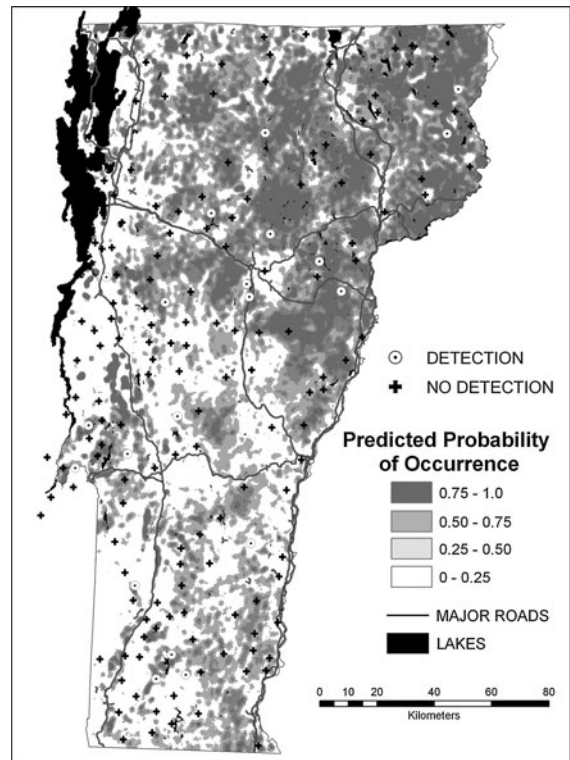 DETECTION
NO DETECTION
Predicted Probability
of Occurrence
0.75 - 1.0
0.50 - 0.75
0.25 - 0.50
0 - 0.25
MAJOR ROADS
LAKES
0 10 20 40 60 80
Kilometers